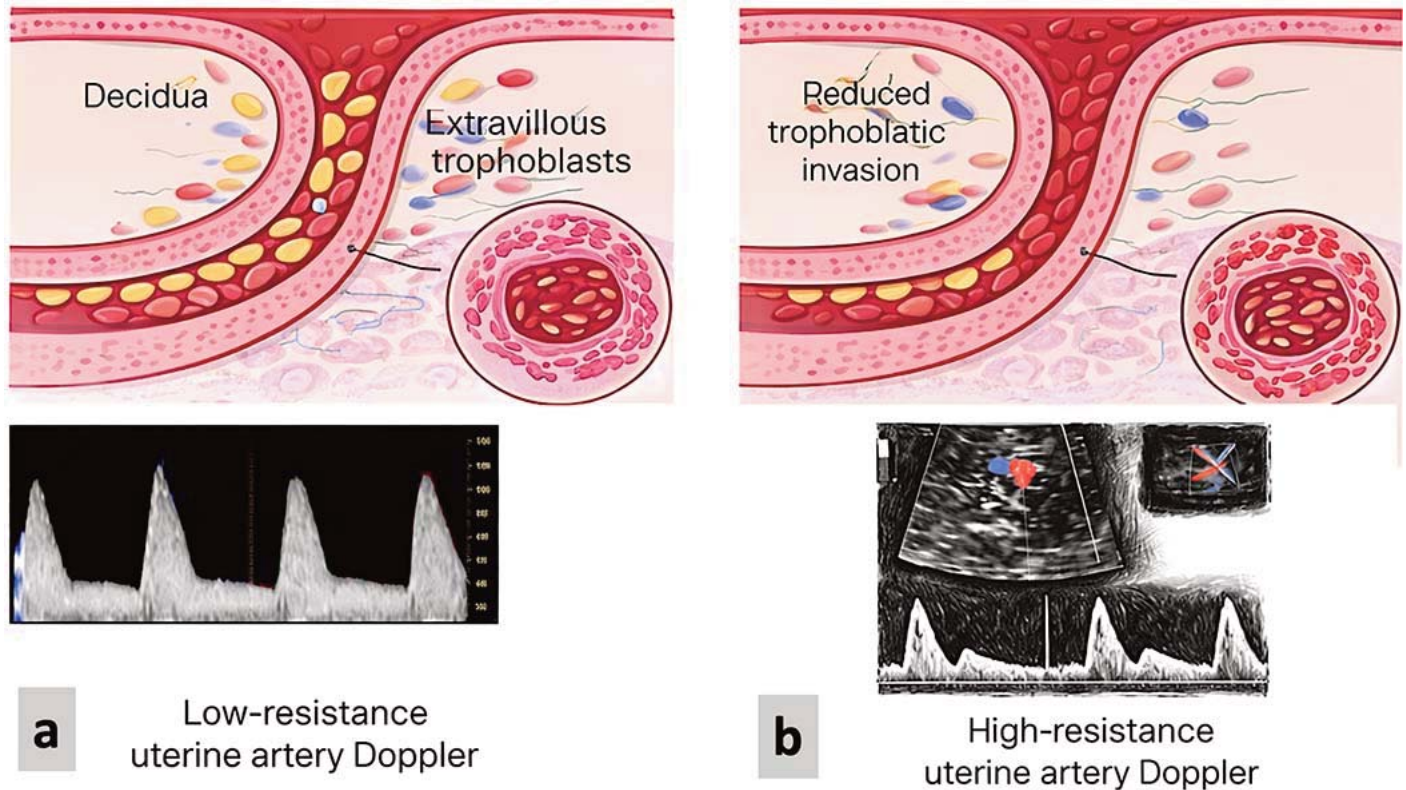 Decidua
Extravillous
trophoblasts
Reduced
trophoblatic
invasion
a
Low-resistance
uterine artery Doppler
b
High-resistance
uterine artery Doppler